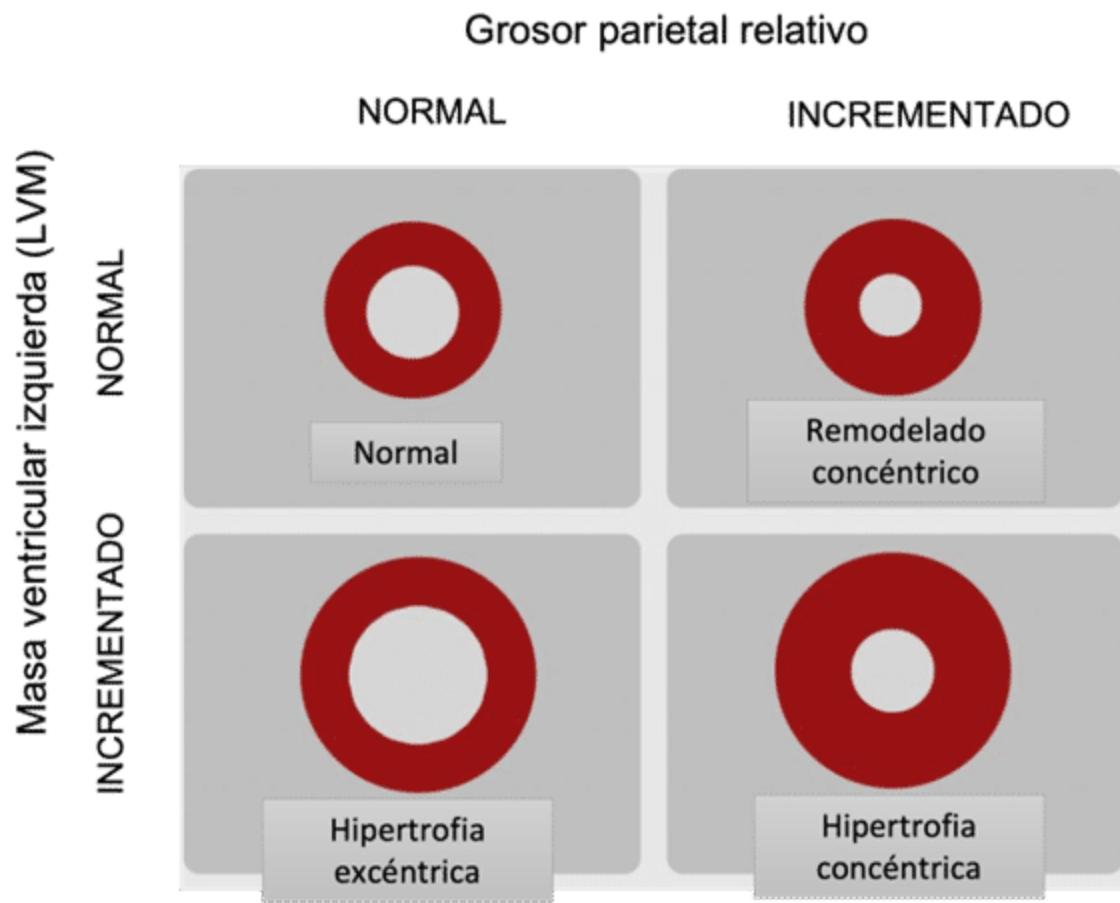 Grosor parietal relativo
NORMAL
INCREMENTADO
Masa ventricular izquierda (LVM)
NORMAL
Normal
Remodelado
concéntrico
INCREMENTADO
Hipertrofia
excéntrica
Hipertrofia
concéntrica